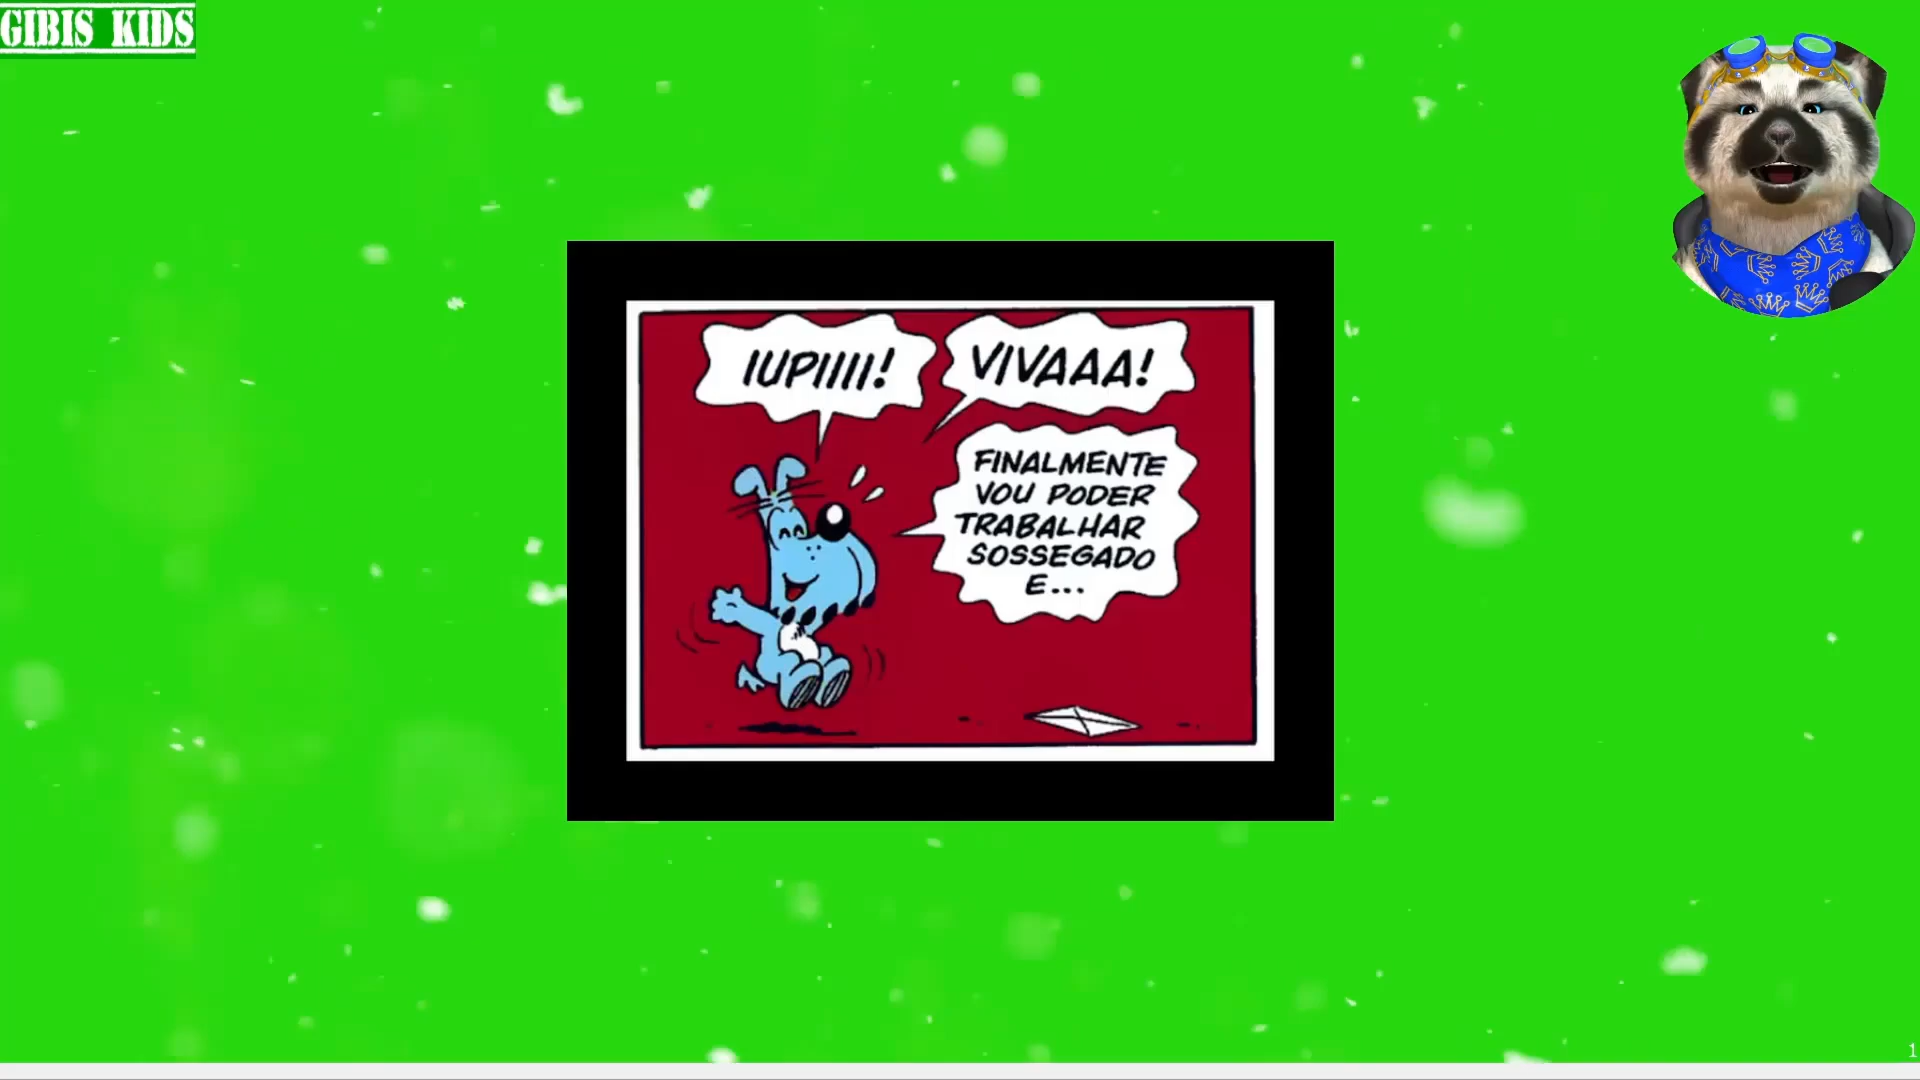 GIBIS KIDS
IUPIIII!
VIVAAA!
FINALMENTE
VOU PODER
TRABALHAR
SOSSEGADO
E...
1